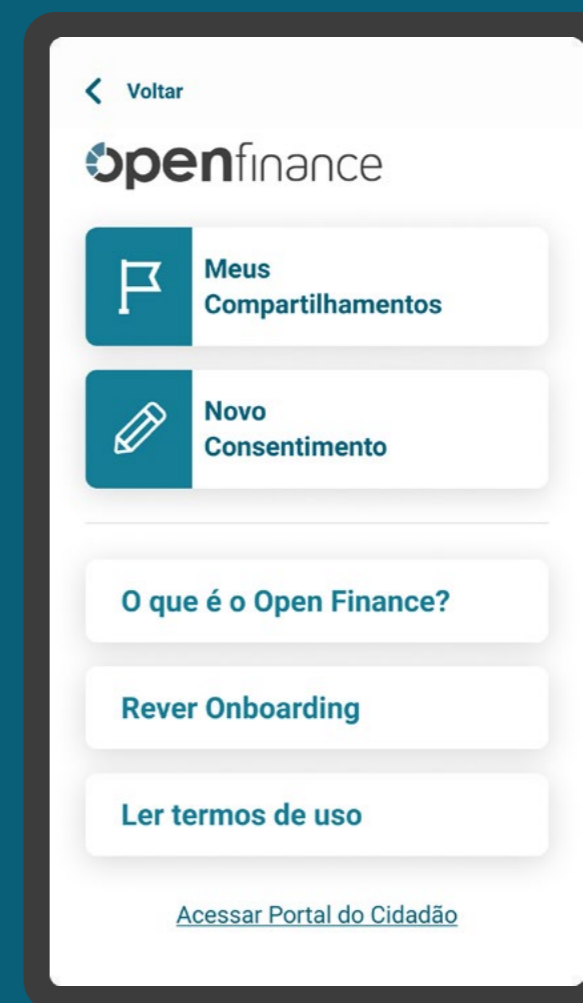 Voltar
openfinance
Meus
Compartilhamentos
Novo
Consentimento
O que é o Open Finance?
Rever Onboarding
Ler termos de uso
Acessar Portal do Cidadão